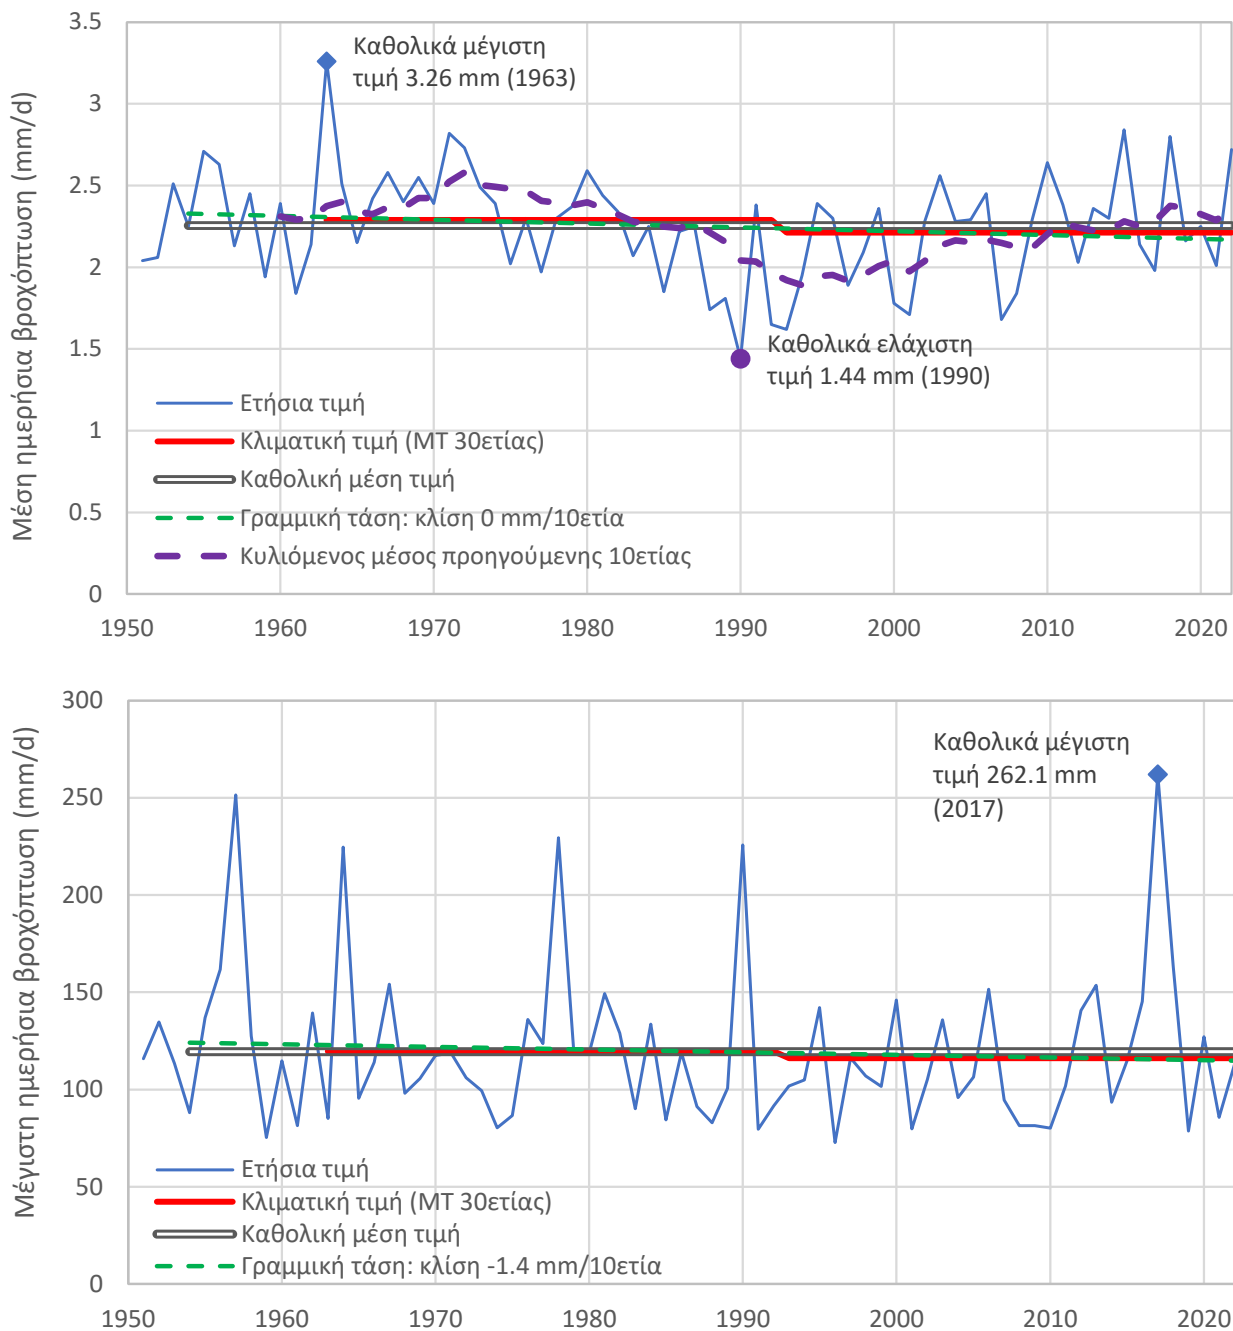 Μέση ημερήσια βροχόπτωση (mm/d)
3.5
3
2.5
2
1.5
1
0.5
0
Καθολικά μέγιστη
τιμή 3.26 mm (1963)
Καθολικά ελάχιστη
τιμή 1.44 mm (1990)
Ετήσια τιμή
Κλιματική τιμή (ΜΤ 30ετίας)
Καθολική μέση τιμή
Γραμμική τάση: κλίση 0 mm/10ετία
Κυλιόμενος μέσος προηγούμενης 10ετίας
1950 1960 1970 1980 1990 2000 2010 2020
Μέγιστη ημερήσια βροχόπτωση (mm/d)
300
250
200
150
100
50
0
Καθολικά μέγιστη
τιμή 262.1 mm
(2017)
Ετήσια τιμή
Κλιματική τιμή (ΜΤ 30ετίας)
Καθολική μέση τιμή
Γραμμική τάση: κλίση -1.4 mm/10ετία
1950 1960 1970 1980 1990 2000 2010 2020